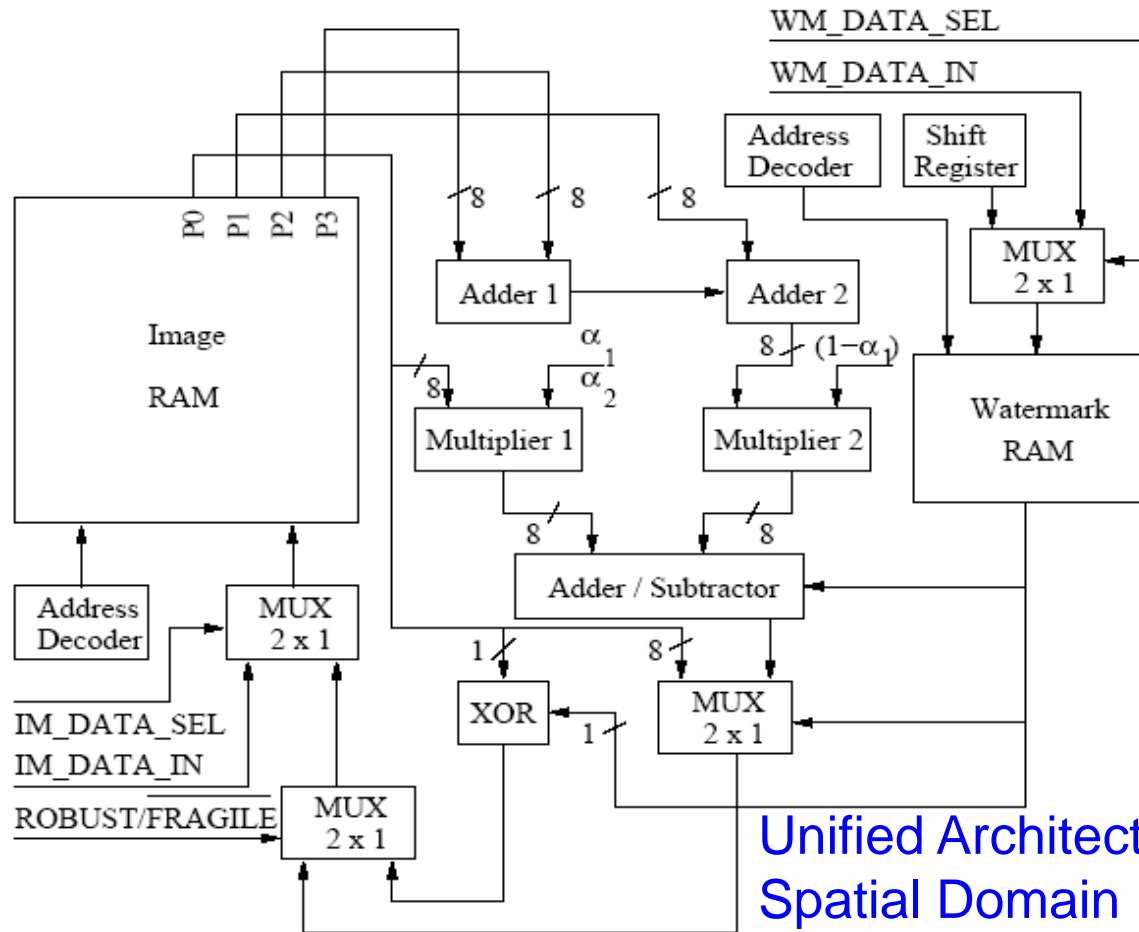 WM_DATA_SEL
WM_DATA_IN
Address
Decoder
Shift
Register
P0
P1
P2
P3
8
8
8
MUX
2 x 1
Adder 1
Adder 2
Image
RAM
α1
α2
8
8
(1−α1)
Multiplier 1
Multiplier 2
Watermark
RAM
8
8
Adder / Subtractor
Address
Decoder
MUX
2 x 1
1
8
XOR
1
MUX
2 x 1
IM_DATA_SEL
IM_DATA_IN
ROBUST/FRAGILE
MUX
2 x 1
Unified Architect
Spatial Domain